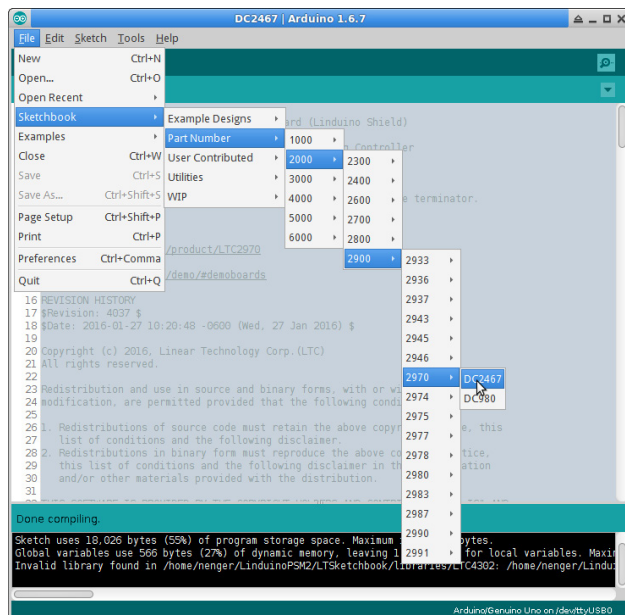 DC2467 | Arduino 1.6.7
File Edit Sketch Tools Help
New Ctrl+N
Open... Ctrl+O
Open Recent
Sketchbook
Examples
Close Ctrl+W
Save Ctrl+S
Save As... Ctrl+Shift+S
Page Setup Ctrl+Shift+P
Print Ctrl+P
Preferences Ctrl+Comma
Quit Ctrl+Q
Example Designs
Part Number
User Contributed
Utilities
WIP
1000
2000
3000
4000
5000
6000
2300
2400
2600
2700
2800
2900
2933
2936
2937
2943
2945
2946
2970
2974
2975
2977
2978
2980
2983
2987
2990
2991
DC2467
DC980
ard (Linduino Shield)
Controller
e terminator.
/product/LTC2970
/demo/#demoboards
16 REVISION HISTORY
17 $Revision: 4037 $
18 $Date: 2016-01-27 10:20:48 -0600 (Wed, 27 Jan 2016) $
19
20 Copyright (c) 2016, Linear Technology Corp.(LTC)
21 All rights reserved.
22
23 Redistribution and use in source and binary forms, with or wi
24 modification, are permitted provided that the following condi
25
26 1. Redistributions of source code must retain the above copyr e, this
27 list of conditions and the following disclaimer.
28 2. Redistributions in binary form must reproduce the above co tice,
29 this list of conditions and the following disclaimer in th ation
30 and/or other materials provided with the distribution.
31
Done compiling.
Sketch uses 18,026 bytes (55%) of program storage space. Maximum bytes.
Global variables use 566 bytes (27%) of dynamic memory, leaving 1 for local variables. Maxi
Invalid library found in /home/nenger/LinduinoPSM2/LTSketchbook/libraries/LTC4302: /home/nenger/Lindu
Arduino/Genuino Uno on /dev/ttyUSB0